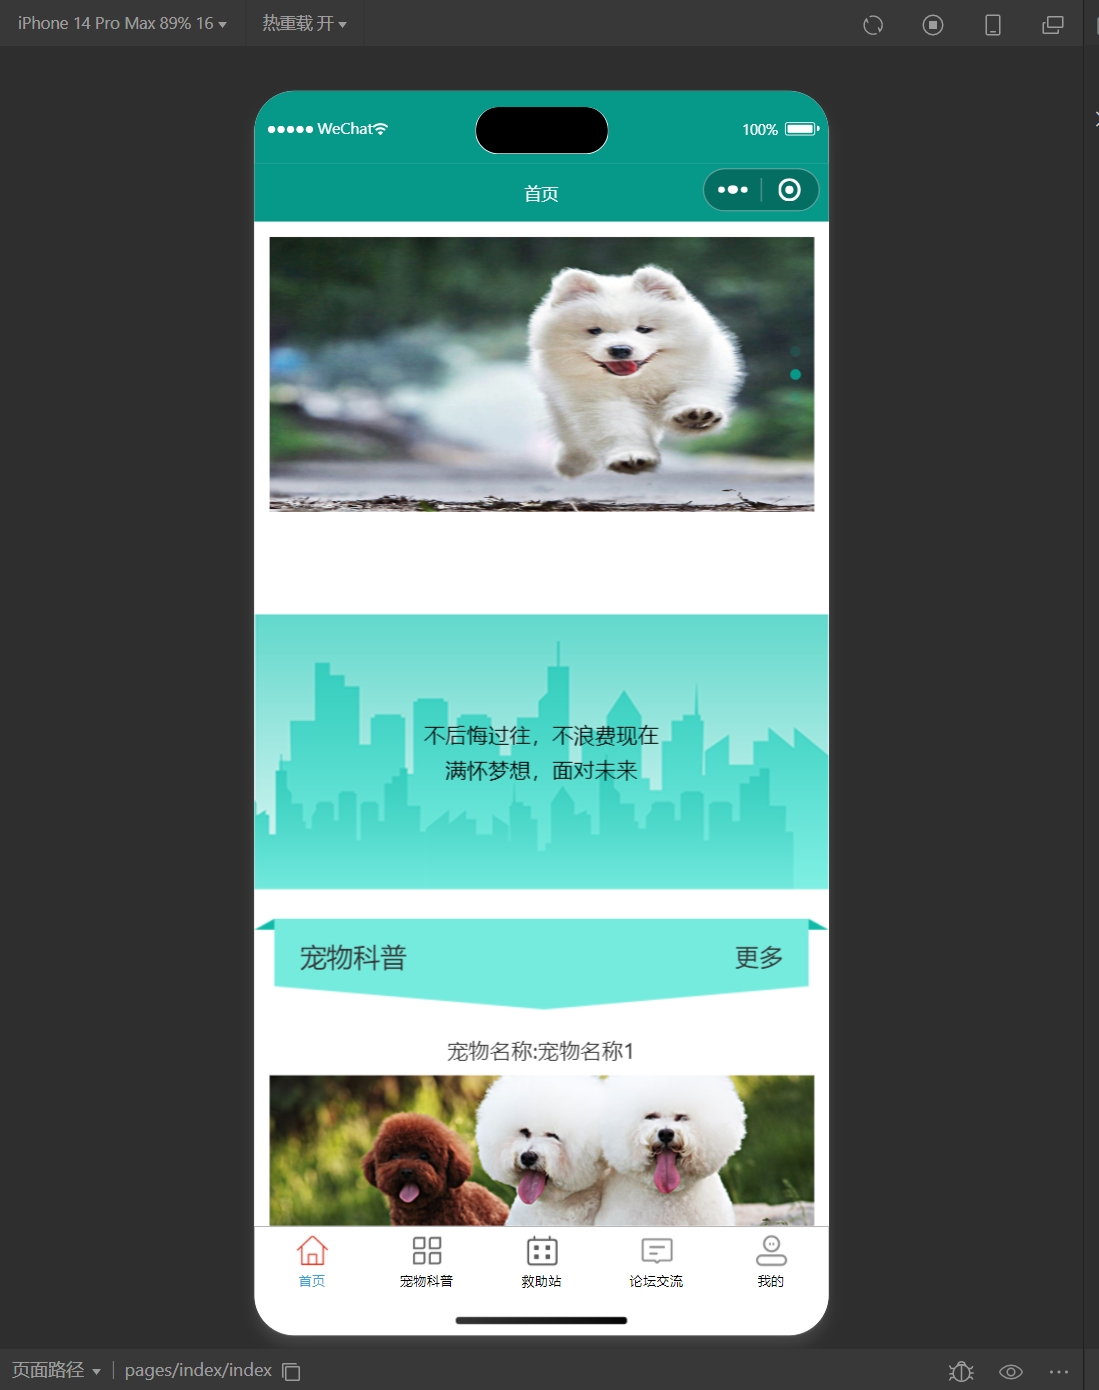 iPhone 14 Pro Max 89% 16
热重载 开
WeChat
100%
首页
不后悔过往，不浪费现在
满怀梦想，面对未来
宠物科普
更多
宠物名称:宠物名称1
首页
宠物科普
救助站
论坛交流
我的
页面路径
pages/index/index